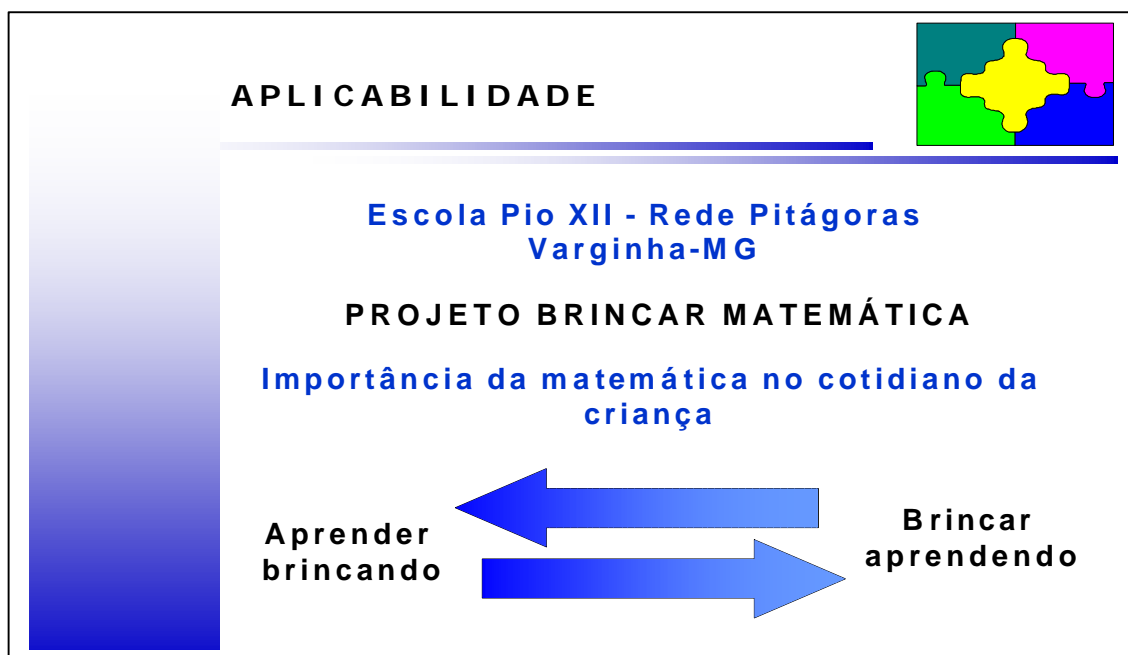 APLICABILIDADE
Escola Pio XII - Rede Pitágoras
Varginha-MG
PROJETO BRINCAR MATEMÁTICA
Importância da matemática no cotidiano da
criança
Aprender
brincando
Brincar
aprendendo